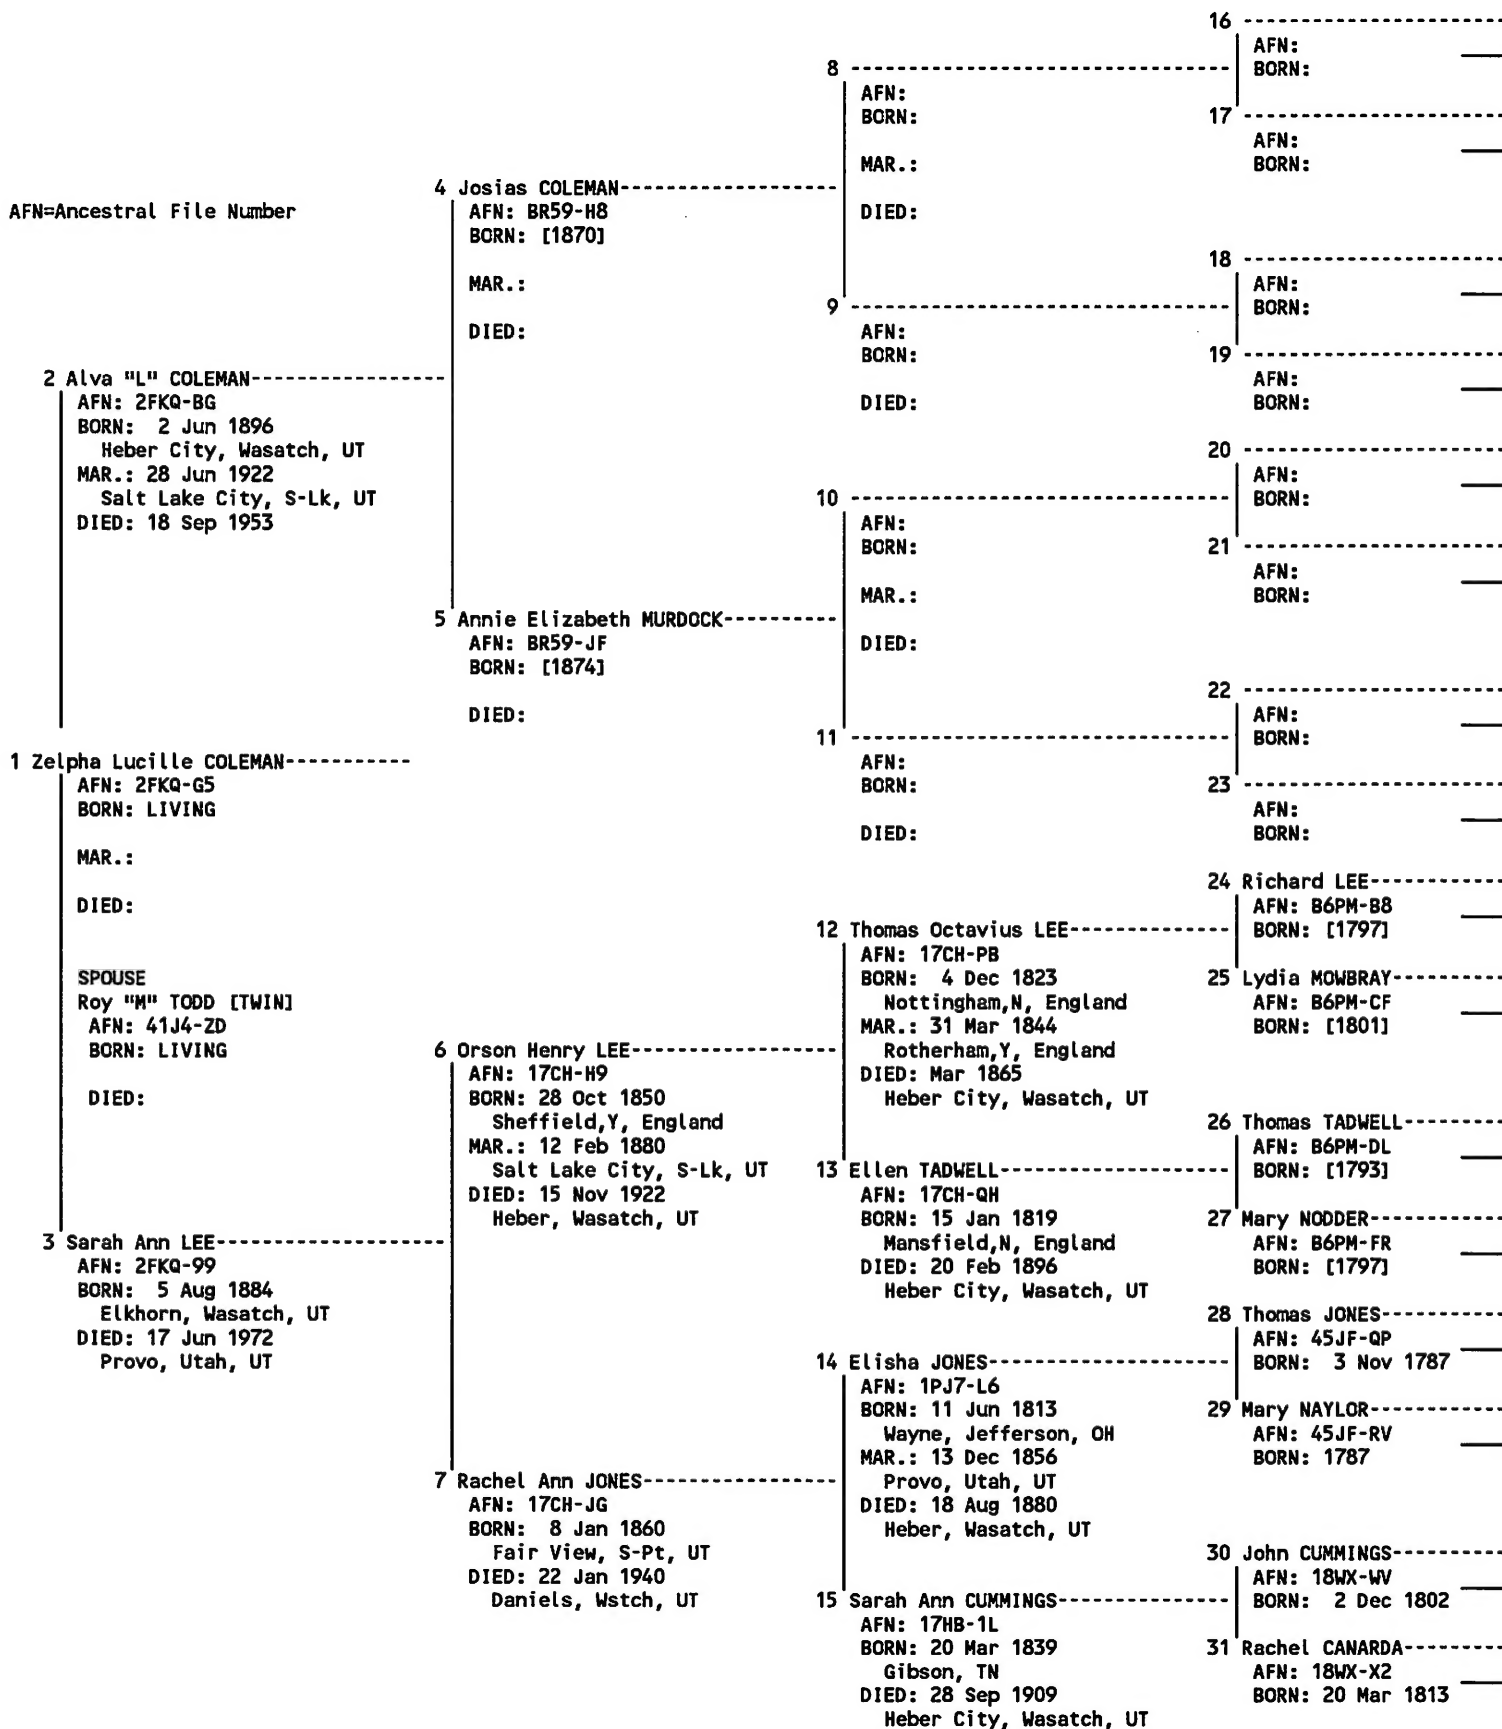 AFN=Ancestral File Number
1 Zelpha Lucille COLEMAN-----------
AFN: 2FKQ-G5
BORN: LIVING
MAR.:
DIED:
SPOUSE
Roy "M" TODD [TWIN]
AFN: 41J4-ZD
BORN: LIVING
DIED:
2 Alva "L" COLEMAN----------------
AFN: 2FKQ-BG
BORN: 2 Jun 1896
Heber City, Wasatch, UT
MAR.: 28 Jun 1922
Salt Lake City, S-Lk, UT
DIED: 18 Sep 1953
3 Sarah Ann LEE-------------------
AFN: 2FKQ-99
BORN: 5 Aug 1884
Elkhorn, Wasatch, UT
DIED: 17 Jun 1972
Provo, Utah, UT
4 Josias COLEMAN------------------
AFN: BR59-H8
BORN: [1870]
MAR.:
DIED:
5 Annie Elizabeth MURDOCK---------
AFN: BR59-JF
BORN: [1874]
DIED:
6 Orson Henry LEE-----------------
AFN: 17CH-H9
BORN: 28 Oct 1850
Sheffield,Y, England
MAR.: 12 Feb 1880
Salt Lake City, S-Lk, UT
DIED: 15 Nov 1922
Heber, Wasatch, UT
7 Rachel Ann JONES----------------
AFN: 17CH-JG
BORN: 8 Jan 1860
Fair View, S-Pt, UT
DIED: 22 Jan 1940
Daniels, Wstch, UT
8 --------------------------------
AFN:
BORN:
MAR.:
DIED:
9 --------------------------------
AFN:
BORN:
DIED:
10 --------------------------------
AFN:
BORN:
MAR.:
DIED:
11 --------------------------------
AFN:
BORN:
DIED:
12 Thomas Octavius LEE-------------
AFN: 17CH-PB
BORN: 4 Dec 1823
Nottingham,N, England
MAR.: 31 Mar 1844
Rotherham,Y, England
DIED: Mar 1865
Heber City, Wasatch, UT
13 Ellen TADWELL-------------------
AFN: 17CH-QH
BORN: 15 Jan 1819
Mansfield,N, England
DIED: 20 Feb 1896
Heber City, Wasatch, UT
14 Elisha JONES--------------------
AFN: 1PJ7-L6
BORN: 11 Jun 1813
Wayne, Jefferson, OH
MAR.: 13 Dec 1856
Provo, Utah, UT
DIED: 18 Aug 1880
Heber, Wasatch, UT
15 Sarah Ann CUMMINGS--------------
AFN: 17HB-1L
BORN: 20 Mar 1839
Gibson, TN
DIED: 28 Sep 1909
Heber City, Wasatch, UT
16 ----------------------
AFN:
BORN:
17 ----------------------
AFN:
BORN:
18 ----------------------
AFN:
BORN:
19 ----------------------
AFN:
BORN:
20 ----------------------
AFN:
BORN:
21 ----------------------
AFN:
BORN:
22 ----------------------
AFN:
BORN:
23 ----------------------
AFN:
BORN:
24 Richard LEE-----------
AFN: B6PM-B8
BORN: [1797]
25 Lydia MOWBRAY---------
AFN: B6PM-CF
BORN: [1801]
26 Thomas TADWELL--------
AFN: B6PM-DL
BORN: [1793]
27 Mary NODDER-----------
AFN: B6PM-FR
BORN: [1797]
28 Thomas JONES----------
AFN: 45JF-QP
BORN: 3 Nov 1787
29 Mary NAYLOR-----------
AFN: 45JF-RV
BORN: 1787
30 John CUMMINGS---------
AFN: 18WX-WV
BORN: 2 Dec 1802
31 Rachel CANARDA--------
AFN: 18WX-X2
BORN: 20 Mar 1813